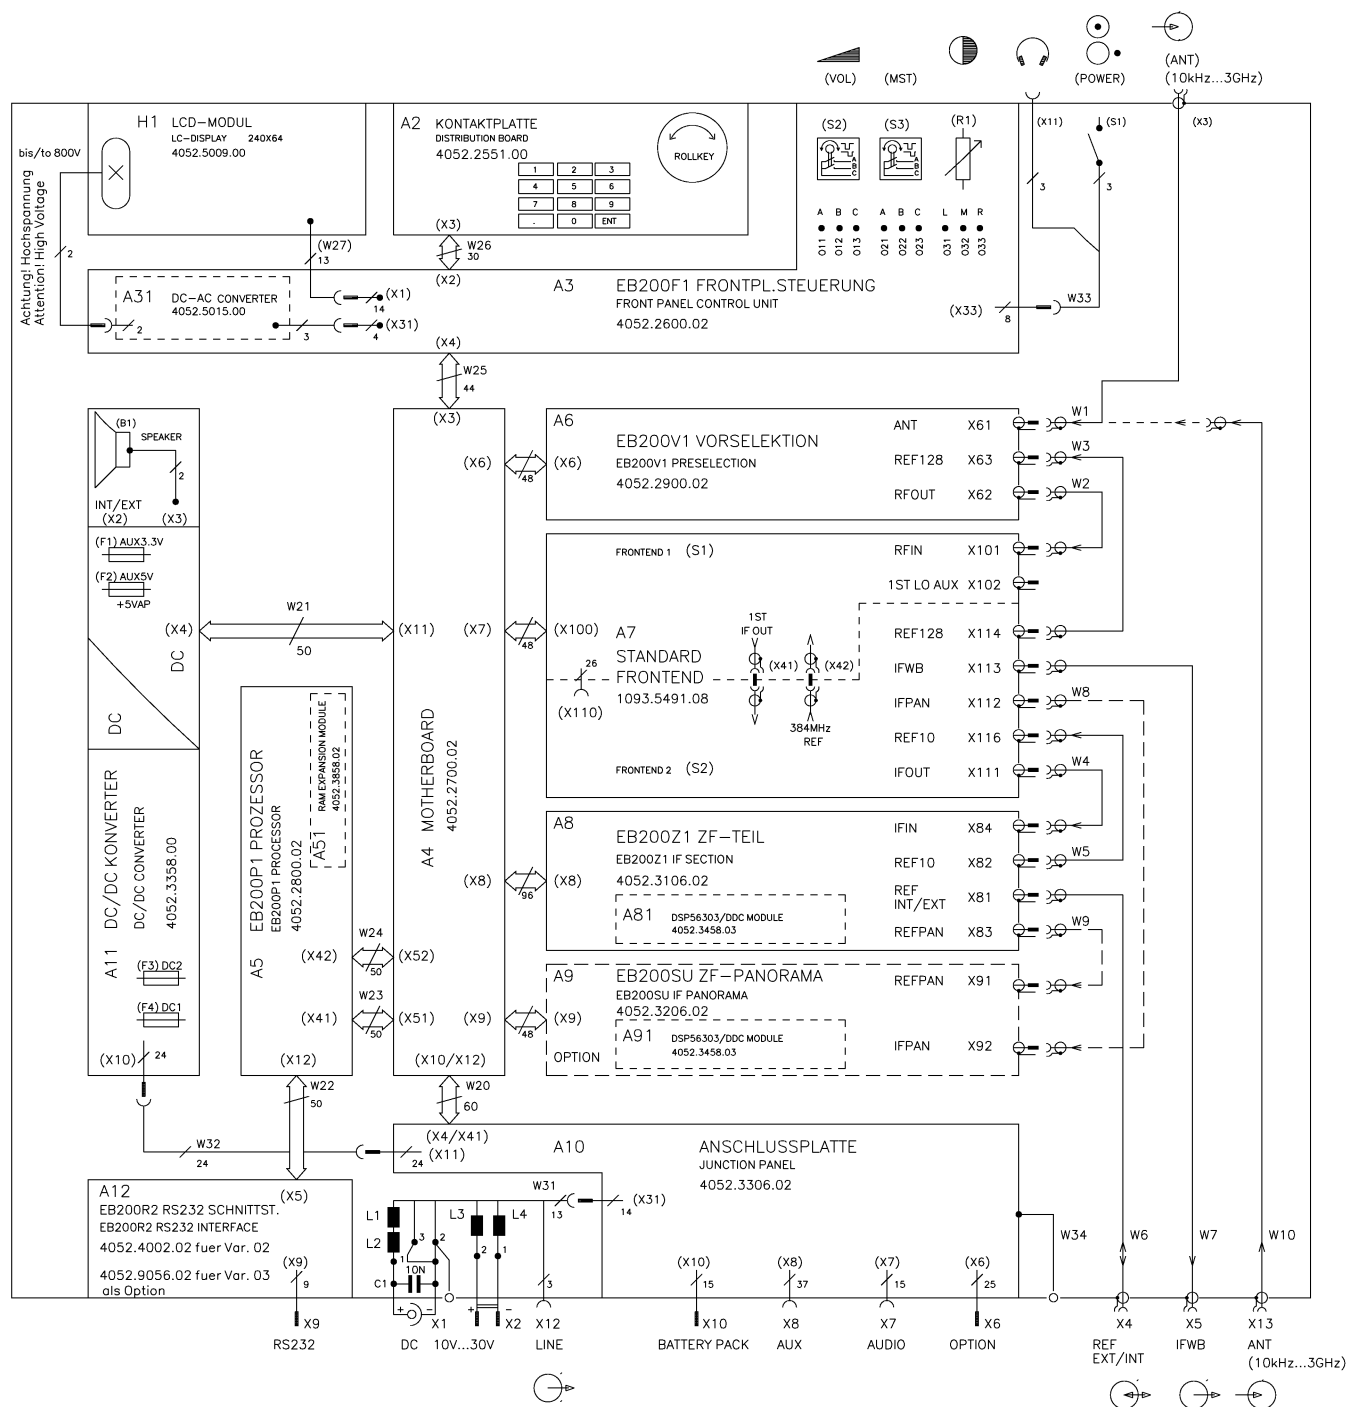 (VOL) (MST) (POWER) (ANT)
(10kHz...3GHz)
H1 LCD-MODUL
LC-DISPLAY 240X64
4052.5009.00
bis/to 800V
Achtung! Hochspannung
Attention! High Voltage
2
(W27)
13
A2 KONTAKTPLATTE
DISTRIBUTION BOARD
4052.2551.00
ROLLKEY
1 2 3
4 5 6
7 8 9
. 0 ENT
(X3)
W26
30
(X2)
(S2) (S3) (R1)
A
B
C
A
B
C
A B C A B C L M R
011 012 013 021 022 023 031 032 033
(X11) (S1) (X3)
3 3
A31 DC-AC CONVERTER
4052.5015.00
2
3
(X1)
14
(X31)
4
A3 EB200F1 FRONTPL.STEUERUNG
FRONT PANEL CONTROL UNIT
4052.2600.02
(X33)
8
W33
(X4)
W25
44
(X3)
(B1)
SPEAKER
2
INT/EXT
(X2) (X3)
(F1) AUX3.3V
(F2) AUX5V
+5VAP
(X4)
DC
DC
W21
50
(X11)
A11 DC/DC KONVERTER
DC/DC CONVERTER
4052.3358.00
(F3) DC2
(F4) DC1
(X10) 24
A5 EB200P1 PROZESSOR
EB200P1 PROCESSOR
4052.2800.02
A51 RAM EXPANSION MODULE
4052.3858.02
(X42)
W24
50
(X52)
(X41)
W23
50
(X51)
(X12)
W22
50
A4 MOTHERBOARD
4052.2700.02
(X6) 48 (X6)
(X7) 48 (X100)
(X8) 96 (X8)
(X9) 48 (X9)
(X10/X12)
W20
60
A6
EB200V1 VORSELEKTION
EB200V1 PRESELECTION
4052.2900.02
ANT X61 W1
REF128 X63 W3
RFOUT X62 W2
FRONTEND 1 (S1)
RFIN X101
1ST LO AUX X102
A7
STANDARD
FRONTEND
1093.5491.08
26
(X110)
1ST
IF OUT
(X41) (X42)
384MHz
REF
FRONTEND 2 (S2)
REF128 X114
IFWB X113
IFPAN X112 W8
REF10 X116
IFOUT X111 W4
A8
EB200Z1 ZF-TEIL
EB200Z1 IF SECTION
4052.3106.02
A81 DSP56303/DDC MODULE
4052.3458.03
IFIN X84
REF10 X82 W5
REF
INT/EXT X81
REFPAN X83 W9
A9 EB200SU ZF-PANORAMA
EB200SU IF PANORAMA
4052.3206.02
A91 DSP56303/DDC MODULE
4052.3458.03
OPTION
REFPAN X91
IFPAN X92
W32
24
24
(X4/X41)
(X11)
A10 ANSCHLUSSPLATTE
JUNCTION PANEL
4052.3306.02
A12 (X5)
EB200R2 RS232 SCHNITTST.
EB200R2 RS232 INTERFACE
4052.4002.02 fuer Var. 02
4052.9056.02 fuer Var. 03
als Option
(X9)
9
X9
RS232
L1
L2
L3 L4
3 2
1
2 1
10N
C1
+ -
+ -
W31
13
14
(X31)
3
DC X1 10V...30V X2
X12
LINE
(X10)
15
X10
BATTERY PACK
(X8)
37
X8
AUX
(X7)
15
X7
AUDIO
(X6)
25
X6
OPTION
W34 W6 W7 W10
X4
REF
EXT/INT
X5
IFWB
X13
ANT
(10kHz...3GHz)